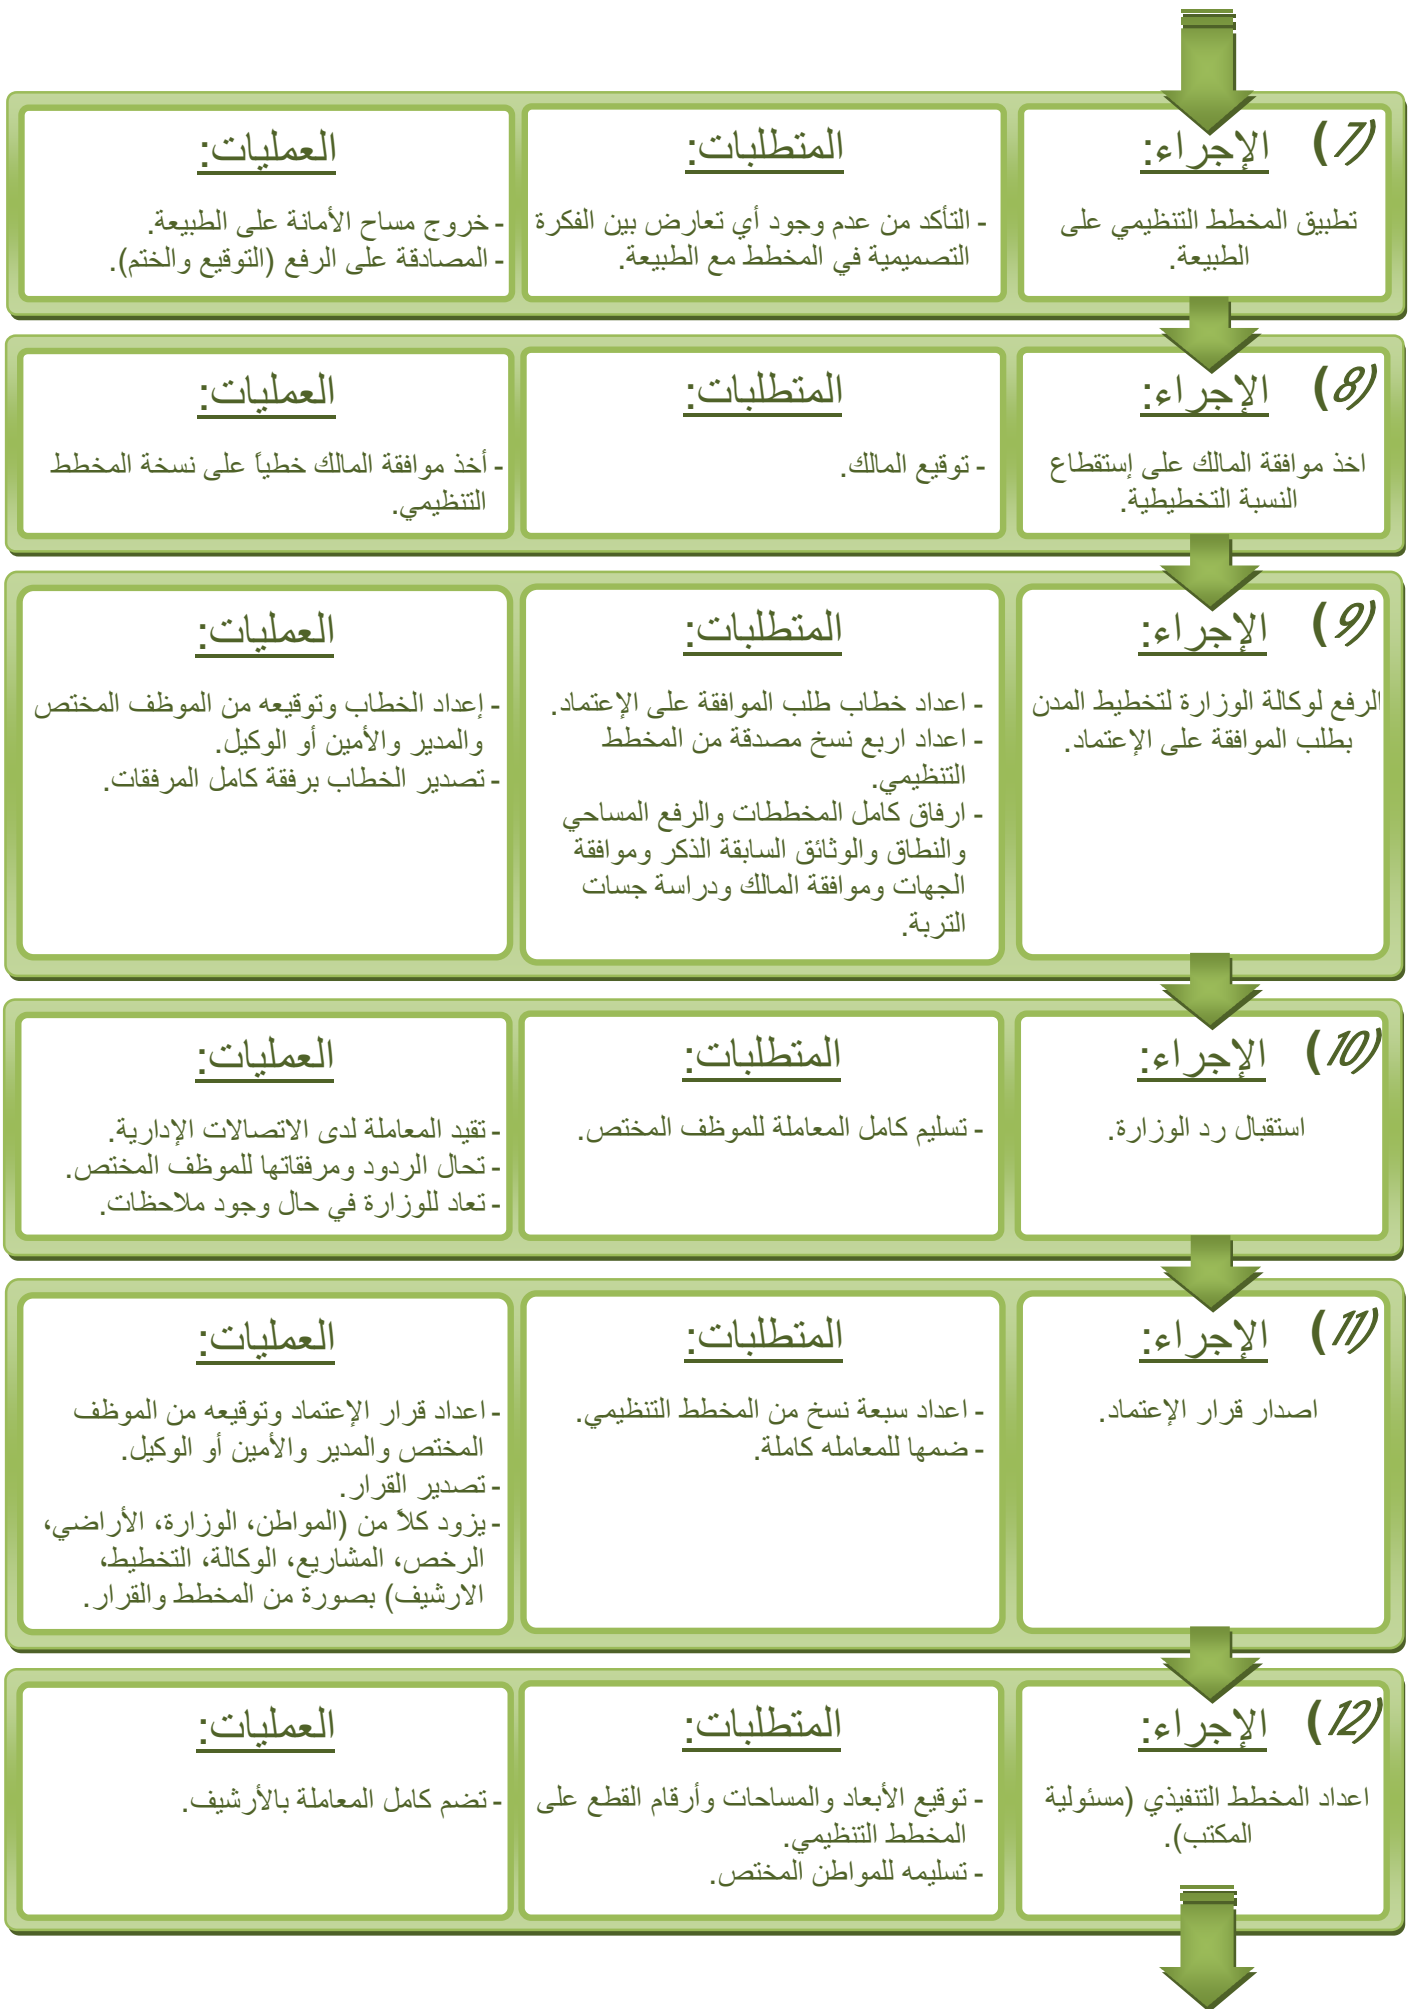 (7) الإجراء:
تطبيق المخطط التنظيمي على
الطبيعة.
المتطلبات:
- التأكد من عدم وجود أي تعارض بين الفكرة
التصميمية في المخطط مع الطبيعة.
العمليات:
- خروج مساح الأمانة على الطبيعة.
- المصادقة على الرفع (التوقيع والختم).
(8) الإجراء:
اخذ موافقة المالك على إستقطاع
النسبة التخطيطية.
المتطلبات:
- توقيع المالك.
العمليات:
- أخذ موافقة المالك خطياً على نسخة المخطط
التنظيمي.
(9) الإجراء:
الرفع لوكالة الوزارة لتخطيط المدن
بطلب الموافقة على الإعتماد.
المتطلبات:
- اعداد خطاب طلب الموافقة على الإعتماد.
- اعداد اربع نسخ مصدقة من المخطط
التنظيمي.
- ارفاق كامل المخططات والرفع المساحي
والنطاق والوثائق السابقة الذكر وموافقة
الجهات وموافقة المالك ودراسة جسات
التربة.
العمليات:
- إعداد الخطاب وتوقيعه من الموظف المختص
والمدير والأمين أو الوكيل.
- تصدير الخطاب برفقة كامل المرفقات.
(10) الإجراء:
استقبال رد الوزارة.
المتطلبات:
- تسليم كامل المعاملة للموظف المختص.
العمليات:
- تقيد المعاملة لدى الاتصالات الإدارية.
- تحال الردود ومرفقاتها للموظف المختص.
- تعاد للوزارة في حال وجود ملاحظات.
(11) الإجراء:
اصدار قرار الإعتماد.
المتطلبات:
- اعداد سبعة نسخ من المخطط التنظيمي.
- ضمها للمعامله كاملة.
العمليات:
- اعداد قرار الإعتماد وتوقيعه من الموظف
المختص والمدير والأمين أو الوكيل.
- تصدير القرار.
- يزود كلاً من (المواطن، الوزارة، الأراضي،
الرخص، المشاريع، الوكالة، التخطيط،
الارشيف) بصورة من المخطط والقرار.
(12) الإجراء:
اعداد المخطط التنفيذي (مسئولية
المكتب).
المتطلبات:
- توقيع الأبعاد والمساحات وأرقام القطع على
المخطط التنظيمي.
- تسليمه للمواطن المختص.
العمليات:
- تضم كامل المعاملة بالأرشيف.